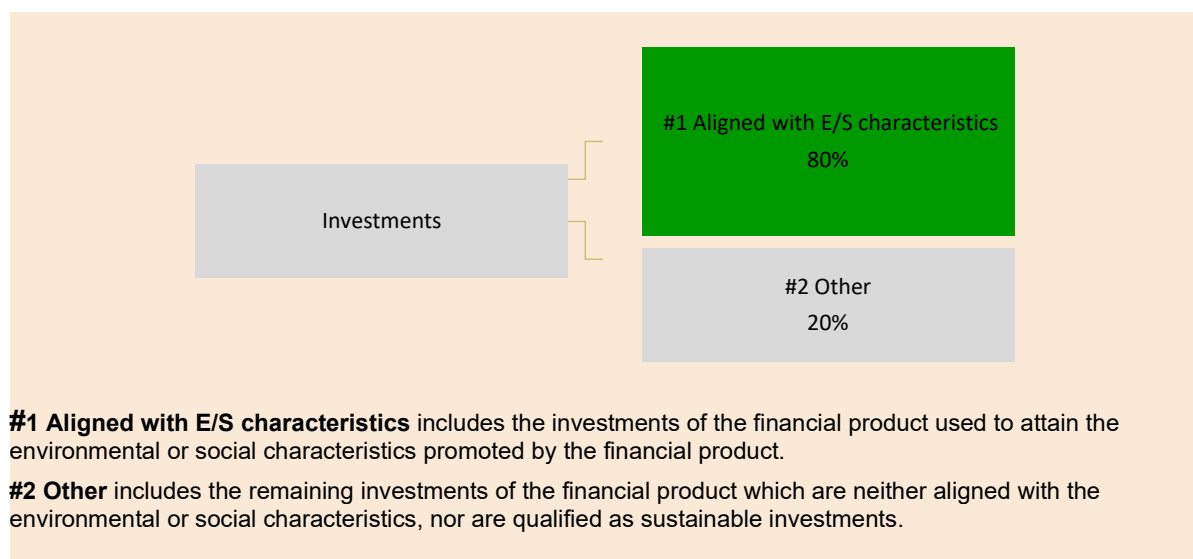 #1 Aligned with E/S characteristics
80%
Investments
#2 Other
20%
#1 Aligned with E/S characteristics includes the investments of the financial product used to attain the
environmental or social characteristics promoted by the financial product.
#2 Other includes the remaining investments of the financial product which are neither aligned with the
environmental or social characteristics, nor are qualified as sustainable investments.